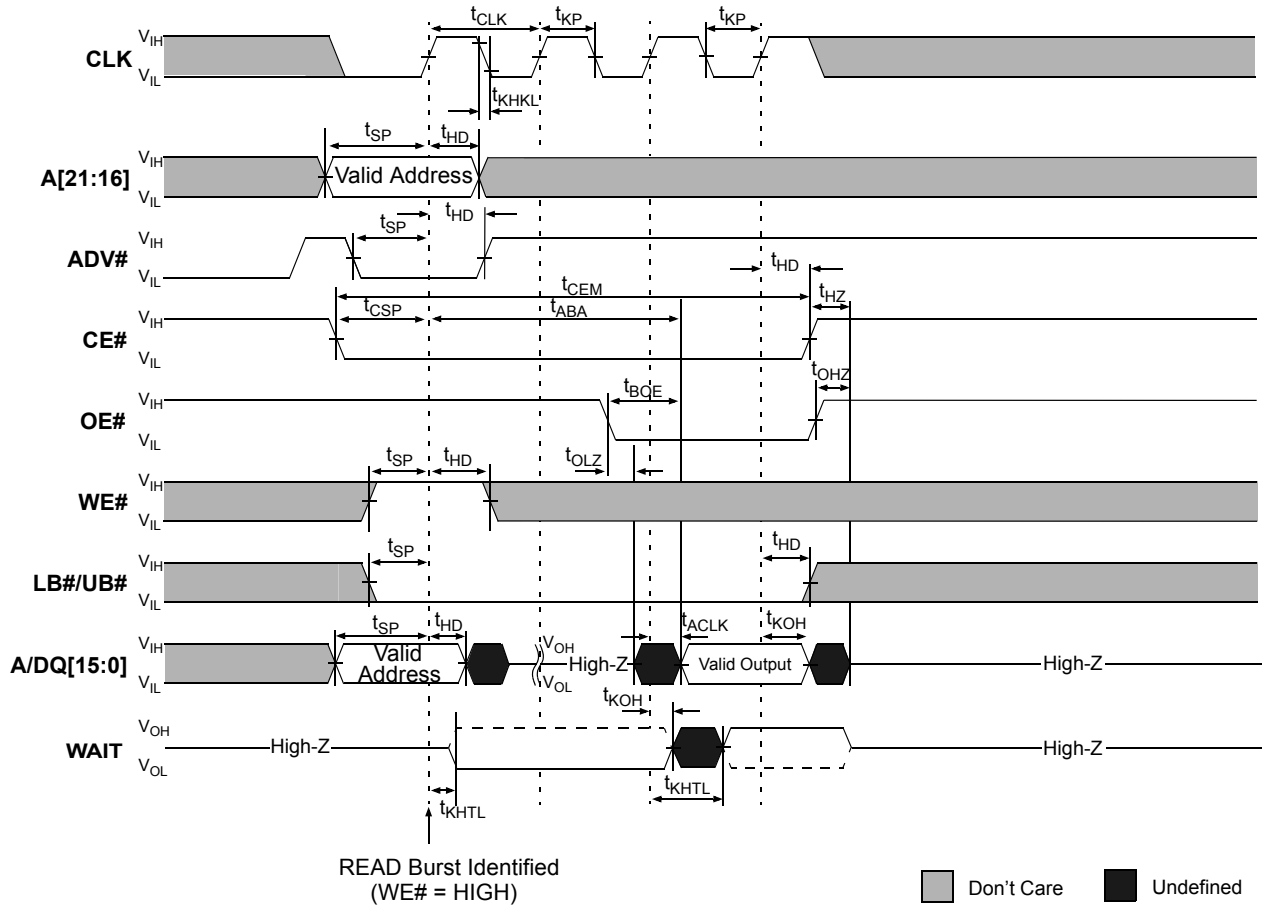 tCLK tKP tKP
VIH
CLK
VIL
tKHKL
tSP tHD
VIH
A[21:16] Valid Address
VIL
tHD
tSP
VIH
ADV#
VIL
tHD
tCEM
tHZ
tCSP tABA
VIH
CE#
VIL
tOHZ
tBOE
VIH
OE#
VIL
tOLZ
tSP tHD
VIH
WE#
VIL
tHD
tSP
VIH
LB#/UB#
VIL
tSP tHD tACLK tKOH
VIH VOH
A/DQ[15:0] Valid Address High-Z Valid Output High-Z
VIL VOL
tKOH
VOH
WAIT High-Z High-Z
VOL
tKHTL tKHTL
READ Burst Identified
(WE# = HIGH)
Don't Care Undefined